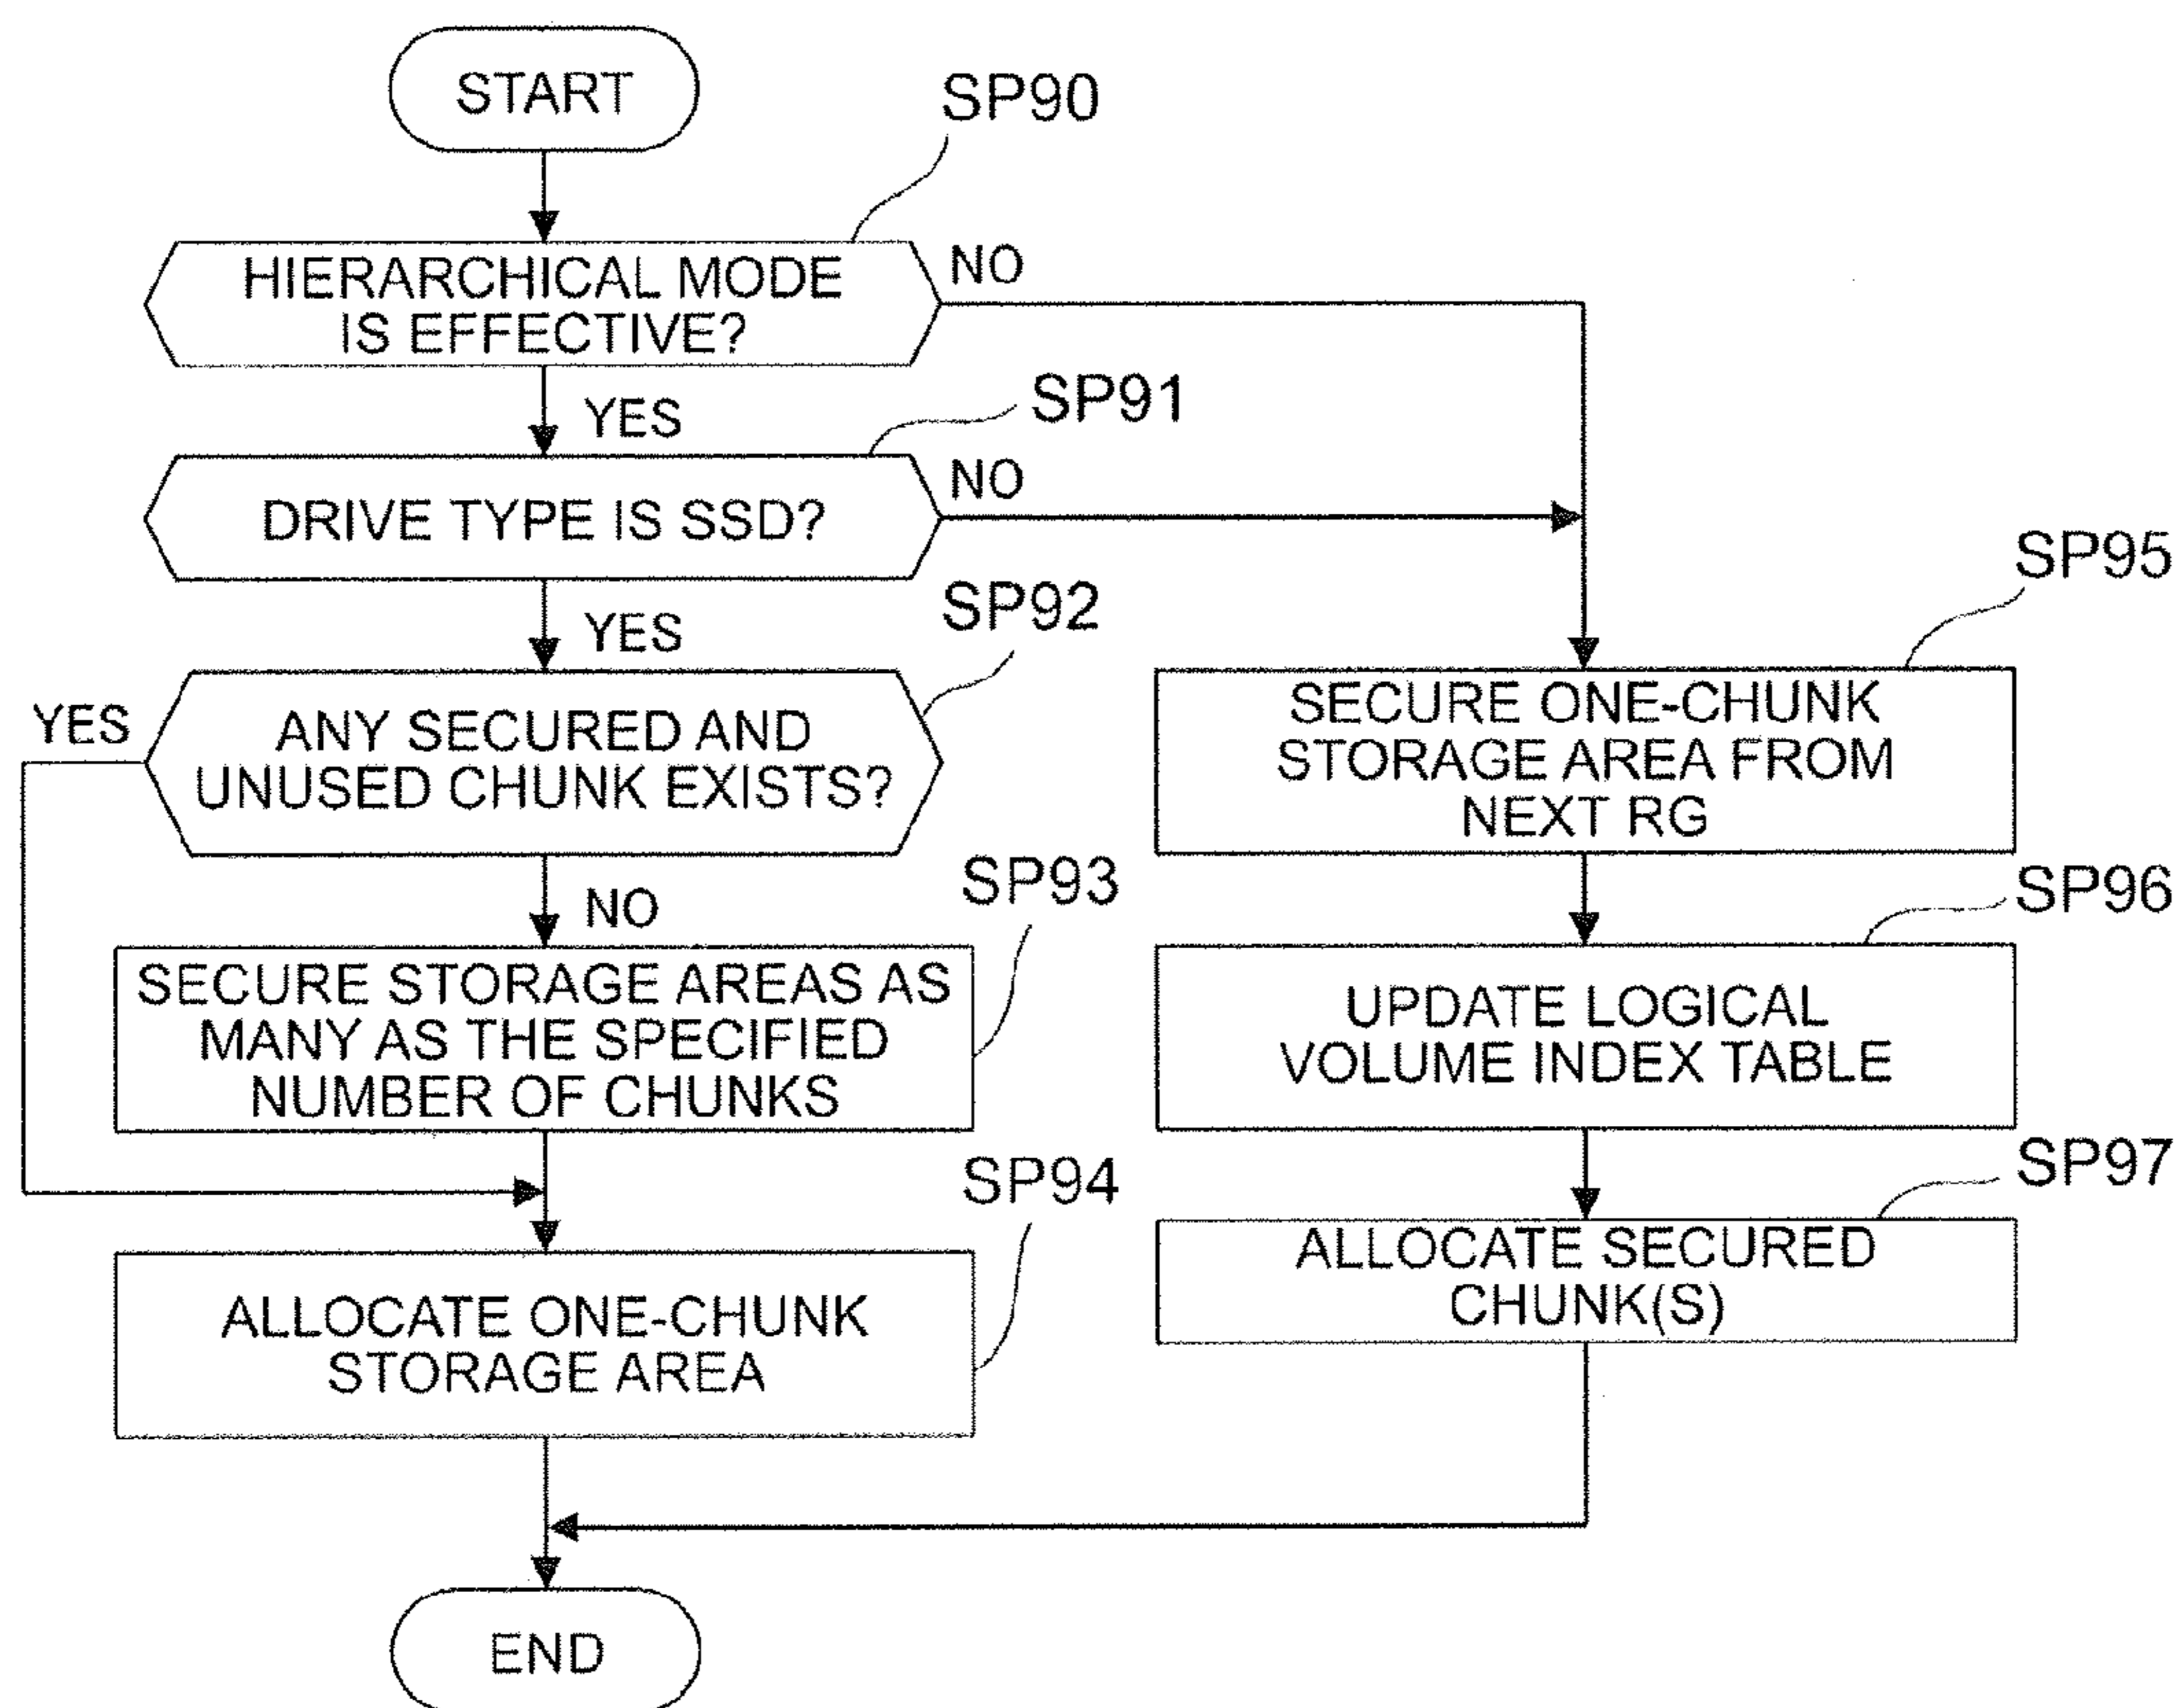 START
SP90
HIERARCHICAL MODE
IS EFFECTIVE?
NO
YES
SP91
DRIVE TYPE IS SSD?
NO
YES
SP92
ANY SECURED AND
UNUSED CHUNK EXISTS?
YES
NO
SP93
SECURE STORAGE AREAS AS
MANY AS THE SPECIFIED
NUMBER OF CHUNKS
SP94
ALLOCATE ONE-CHUNK
STORAGE AREA
SP95
SECURE ONE-CHUNK
STORAGE AREA FROM
NEXT RG
SP96
UPDATE LOGICAL
VOLUME INDEX TABLE
SP97
ALLOCATE SECURED
CHUNK(S)
END